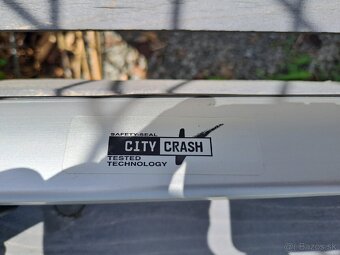 SAFETY-SEAL
CITY CRASH
TESTED
TECHNOLOGY
Bazos.sk